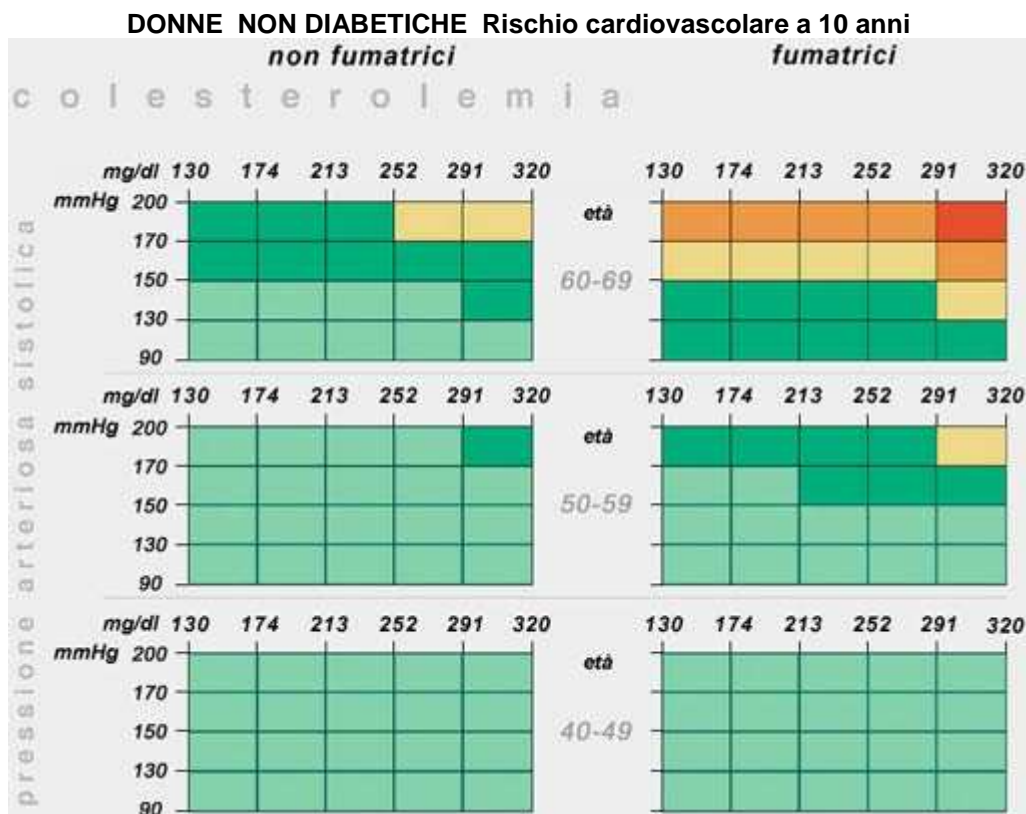 DONNE NON DIABETICHE Rischio cardiovascolare a 10 anni
non fumatrici fumatrici
colesterolemia
mg/dl 130 174 213 252 291 320 130 174 213 252 291 320
mmHg 200 età
170
150 60-69
130
90
mg/dl 130 174 213 252 291 320 130 174 213 252 291 320
mmHg 200 età
170
150 50-59
130
90
mg/dl 130 174 213 252 291 320 130 174 213 252 291 320
mmHg 200 età
170
150 40-49
130
90
pressione arteriosa sistolica